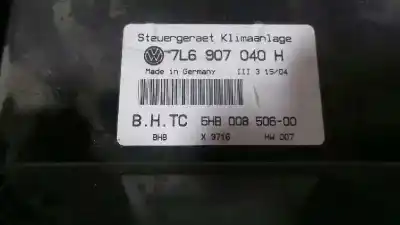 Steuergeraet Klimaanlage
7L6 907 040 H
Made in Germany III 3 15/04
B.H.TC 5HB 008 506-00
BHB X 9716 HW 007